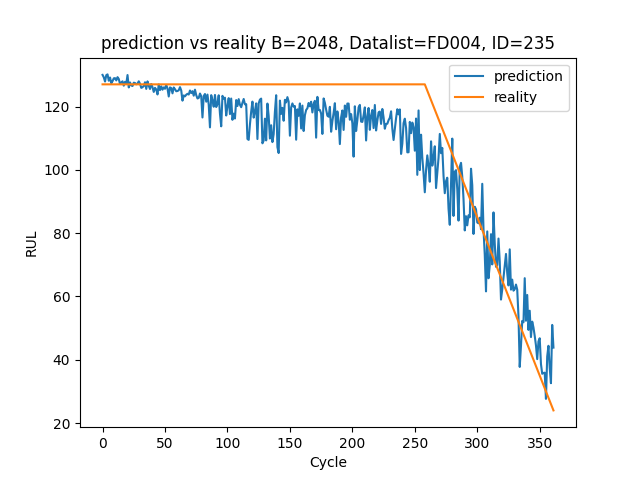 prediction vs reality B=2048, Datalist=FD004, ID=235
prediction
reality
RUL
120
100
80
60
40
20
0 50 100 150 200 250 300 350
Cycle